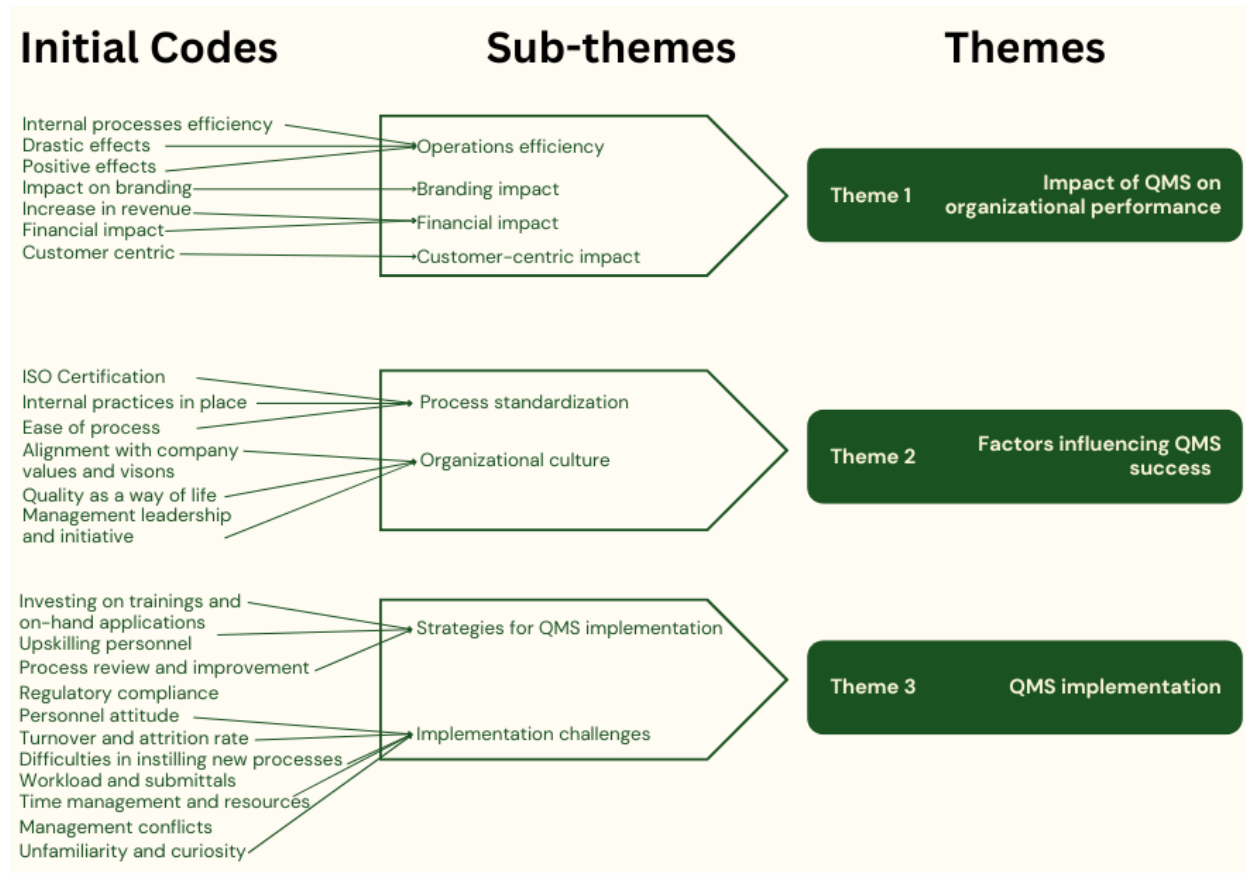 Initial Codes
Sub-themes
Themes
Internal processes efficiency
Drastic effects
Positive effects
Impact on branding
Increase in revenue
Financial impact
Customer centric
Operations efficiency
Branding impact
Financial impact
Customer-centric impact
Theme 1
Impact of QMS on
organizational performance
ISO Certification
Internal practices in place
Ease of process
Alignment with company
values and visons
Quality as a way of life
Management leadership
and initiative
Process standardization
Organizational culture
Theme 2
Factors influencing QMS
success
Investing on trainings and
on-hand applications
Upskilling personnel
Process review and improvement
Regulatory compliance
Personnel attitude
Turnover and attrition rate
Difficulties in instilling new processes
Workload and submittals
Time management and resources
Management conflicts
Unfamiliarity and curiosity
Strategies for QMS implementation
Implementation challenges
Theme 3
QMS implementation